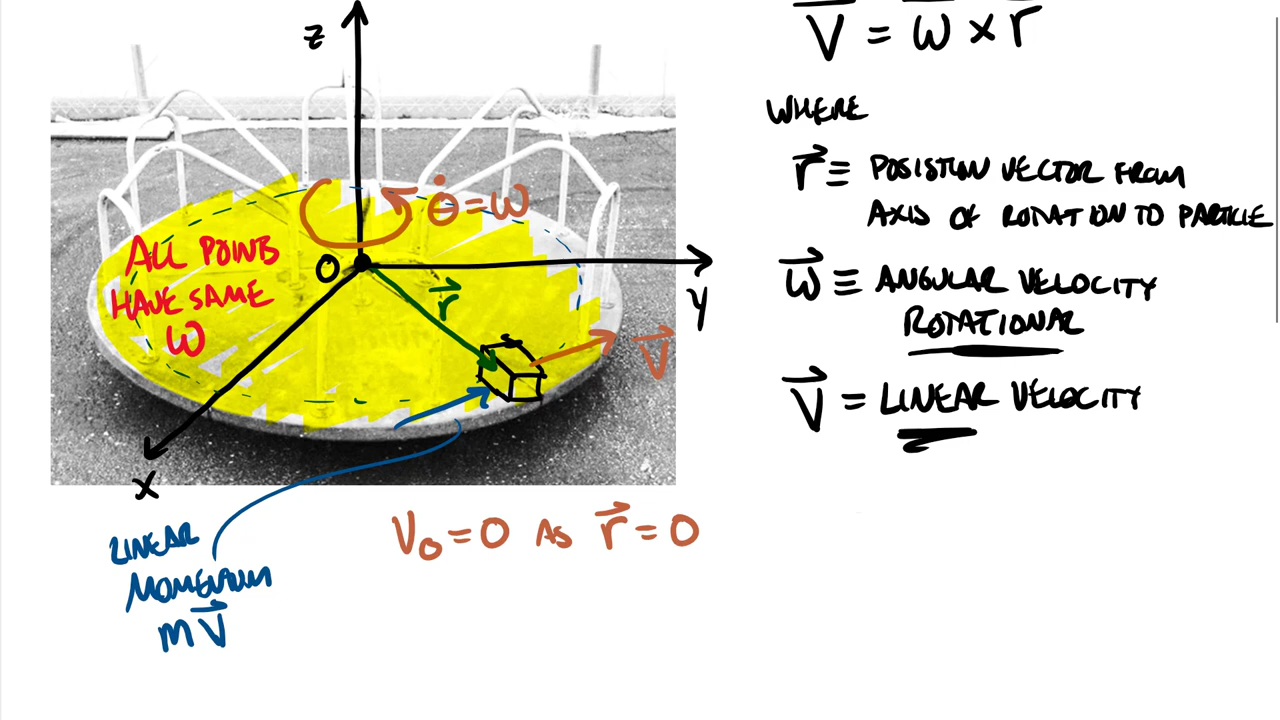 z
V⃗ = ω⃗ × r⃗
WHERE
r⃗ ≡ POSISTION VECTOR FROM
AXIS OF ROTATION TO PARTICLE
θ̇ = ω
ALL POINTS
HAVE SAME
ω
O
r⃗
y
V⃗
x
ω⃗ ≡ ANGULAR VELOCITY
ROTATIONAL
V⃗ = LINEAR VELOCITY
V₀ = 0 AS r⃗ = 0
LINEAR
MOMENTUM
mV⃗